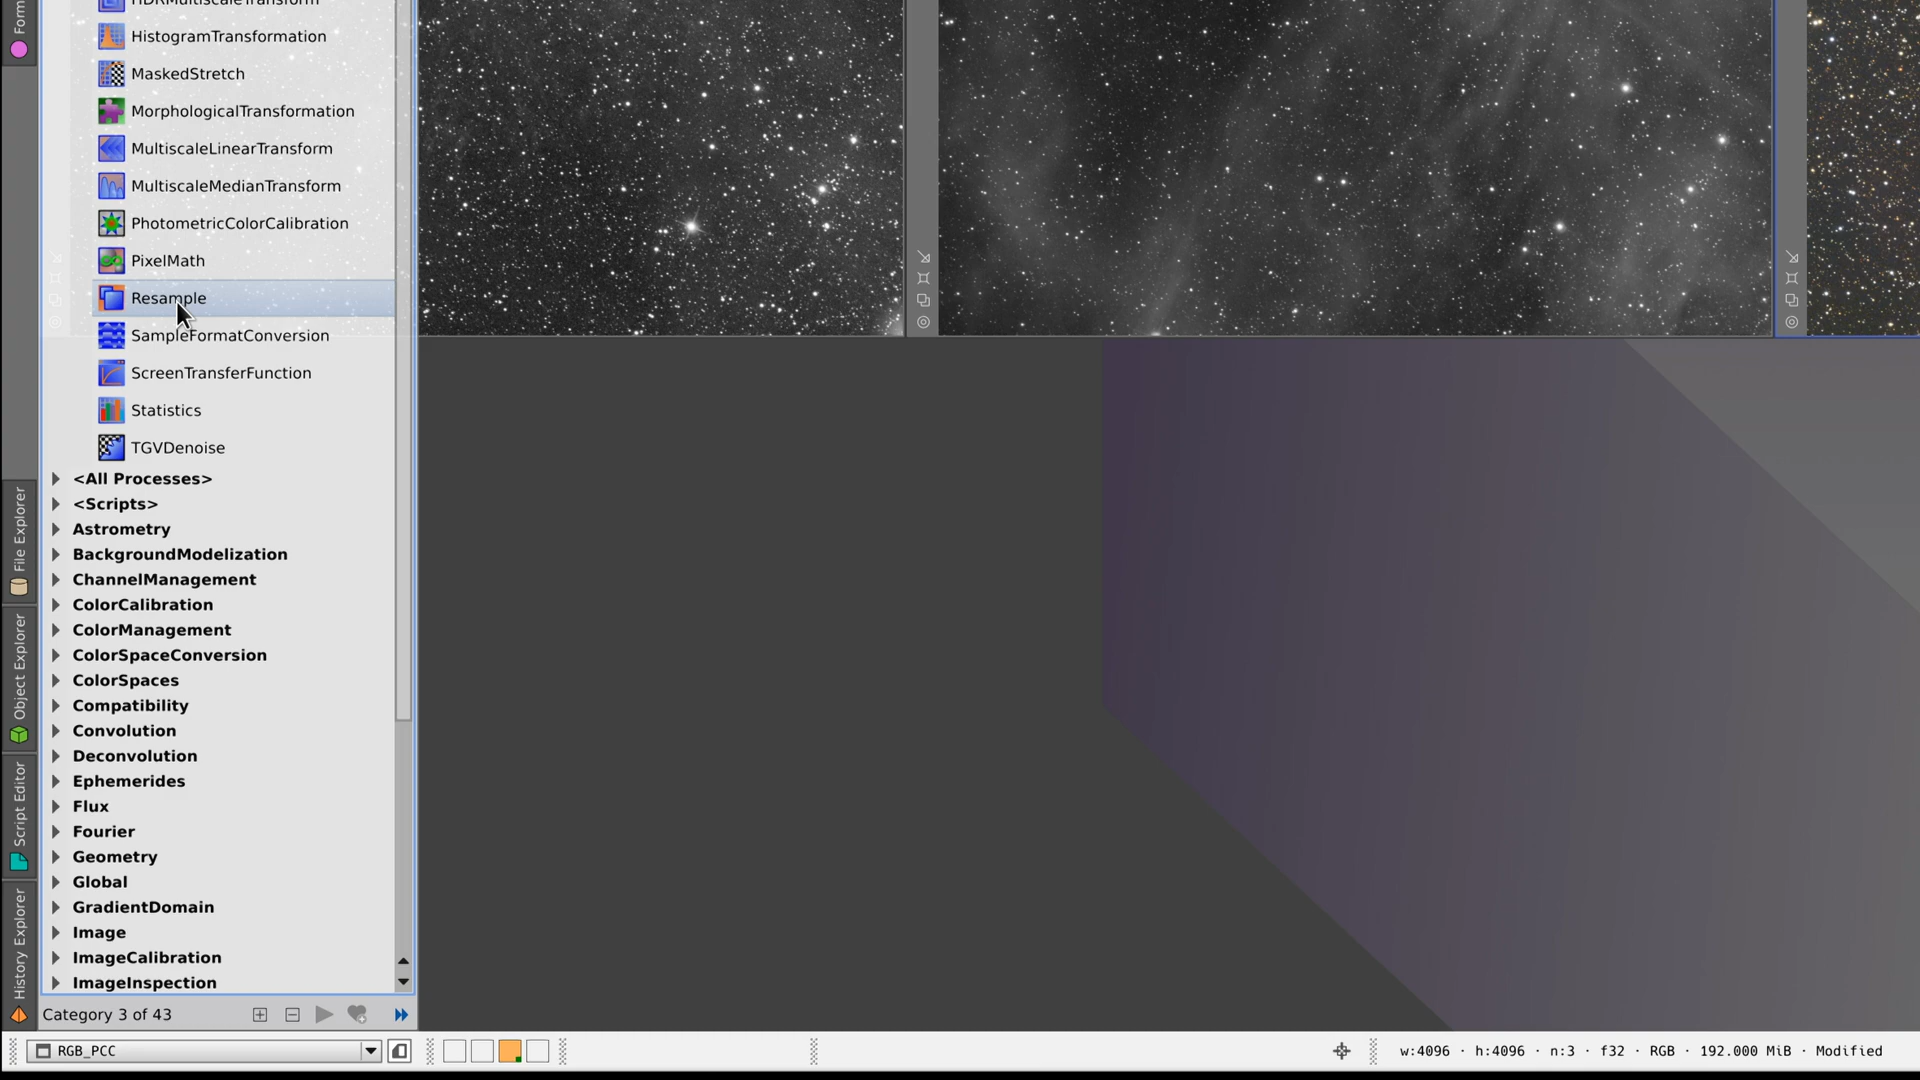 Form
HDRMultiscaleTransform
HistogramTransformation
MaskedStretch
MorphologicalTransformation
MultiscaleLinearTransform
MultiscaleMedianTransform
PhotometricColorCalibration
PixelMath
Resample
SampleFormatConversion
ScreenTransferFunction
Statistics
TGVDenoise
<All Processes>
<Scripts>
Astrometry
BackgroundModelization
ChannelManagement
ColorCalibration
ColorManagement
ColorSpaceConversion
ColorSpaces
Compatibility
Convolution
Deconvolution
Ephemerides
Flux
Fourier
Geometry
Global
GradientDomain
Image
ImageCalibration
ImageInspection
File Explorer
Object Explorer
Script Editor
History Explorer
Category 3 of 43
RGB_PCC
w:4096 · h:4096 · n:3 · f32 · RGB · 192.000 MiB · Modified